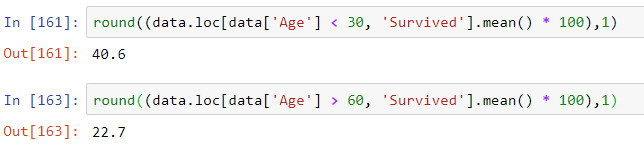 In [161]: round((data.loc[data['Age'] < 30, 'Survived'].mean() * 100),1)
Out[161]: 40.6
In [163]: round((data.loc[data['Age'] > 60, 'Survived'].mean() * 100),1)
Out[163]: 22.7